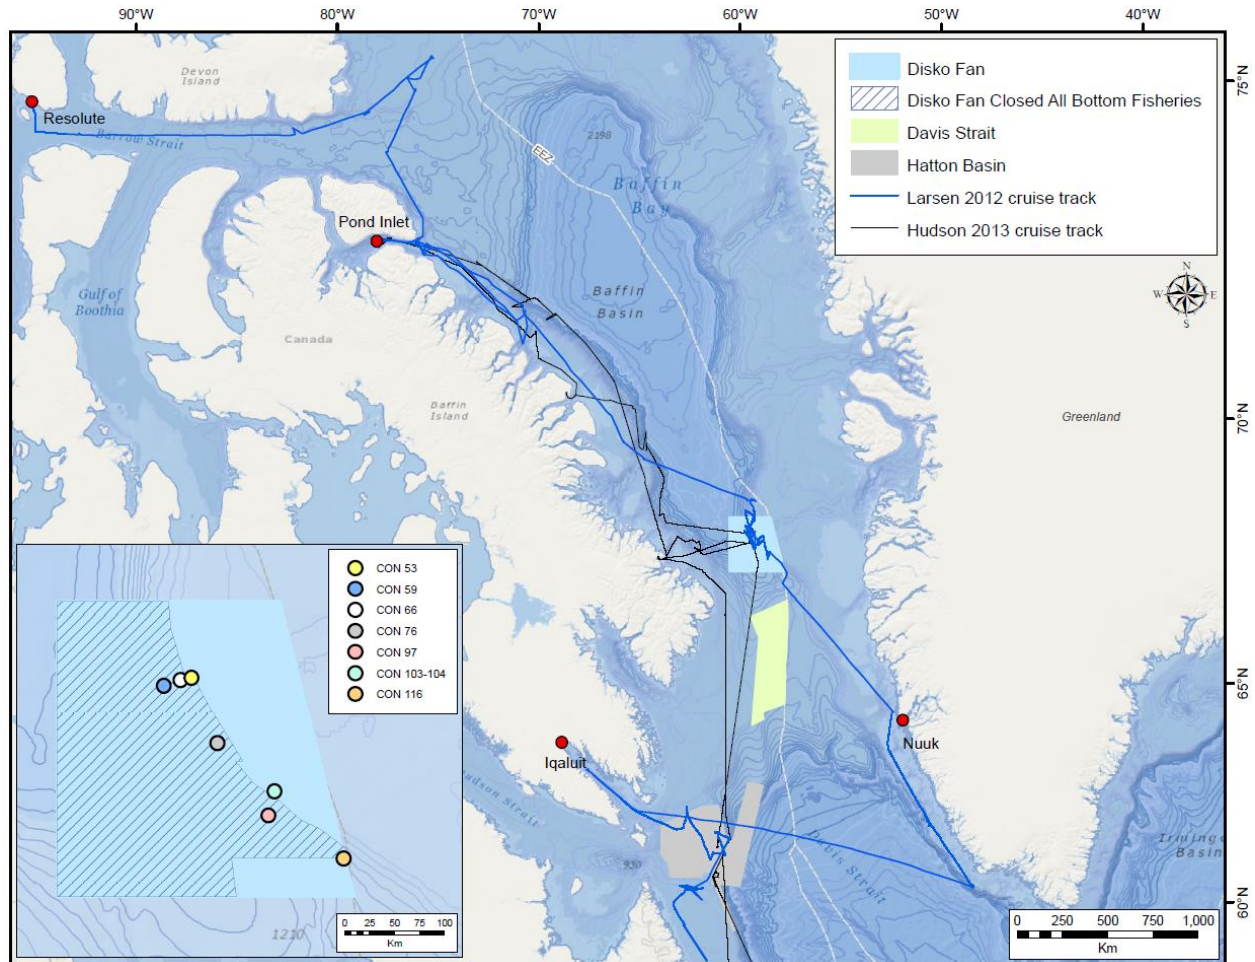 90°W
80°W
70°W
60°W
50°W
40°W
75°N
70°N
65°N
60°N
Devon
Island
Resolute
Barrow Strait
Pond Inlet
Gulf of
Boothia
Canada
Baffin
Island
2198
EEZ
Baffin
Bay
Baffin
Basin
Greenland
Disko Fan
Disko Fan Closed All Bottom Fisheries
Davis Strait
Hatton Basin
Larsen 2012 cruise track
Hudson 2013 cruise track
N
W
E
S
Iqaluit
Nuuk
Davis Strait
930
Basin
CON 53
CON 59
CON 66
CON 76
CON 97
CON 103-104
CON 116
1210
0 25 50 75 100
Km
0 250 500 750 1,000
Km